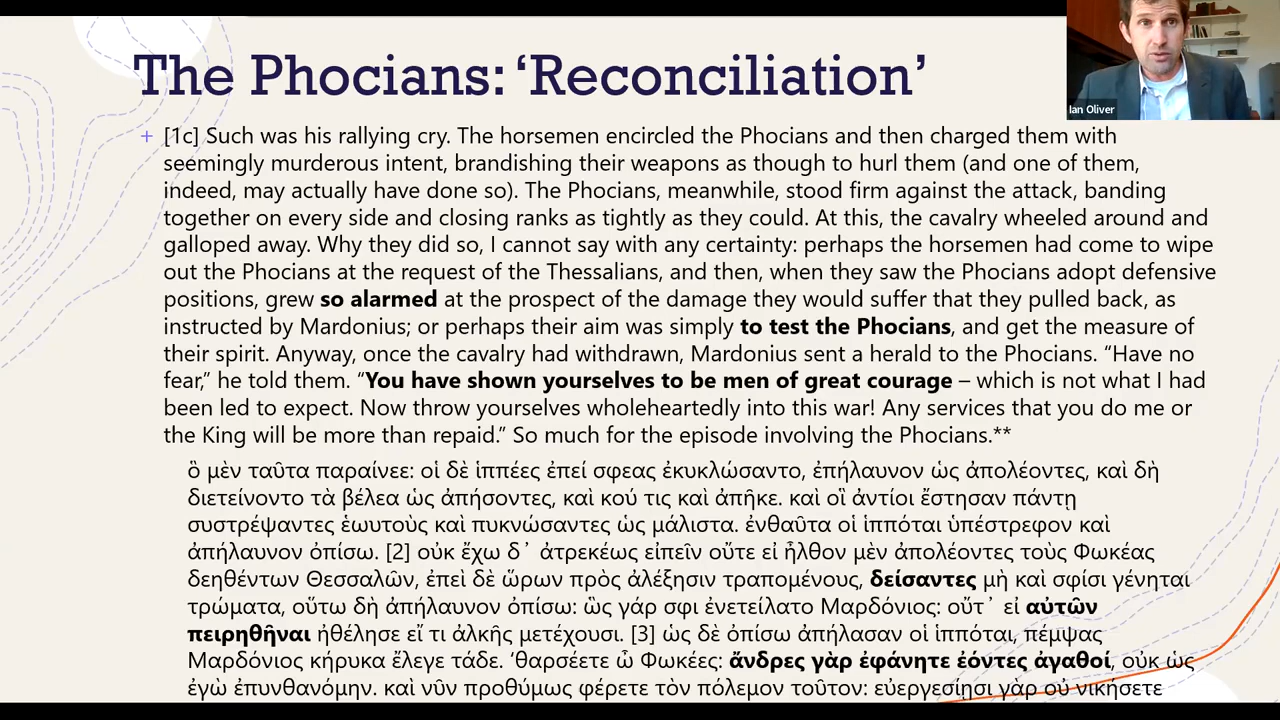 The Phocians: ‘Reconciliation’
Ian Oliver
+ [1c] Such was his rallying cry. The horsemen encircled the Phocians and then charged them with
seemingly murderous intent, brandishing their weapons as though to hurl them (and one of them,
indeed, may actually have done so). The Phocians, meanwhile, stood firm against the attack, banding
together on every side and closing ranks as tightly as they could. At this, the cavalry wheeled around and
galloped away. Why they did so, I cannot say with any certainty: perhaps the horsemen had come to wipe
out the Phocians at the request of the Thessalians, and then, when they saw the Phocians adopt defensive
positions, grew so alarmed at the prospect of the damage they would suffer that they pulled back, as
instructed by Mardonius; or perhaps their aim was simply to test the Phocians, and get the measure of
their spirit. Anyway, once the cavalry had withdrawn, Mardonius sent a herald to the Phocians. “Have no
fear,” he told them. “You have shown yourselves to be men of great courage – which is not what I had
been led to expect. Now throw yourselves wholeheartedly into this war! Any services that you do me or
the King will be more than repaid.” So much for the episode involving the Phocians.**
ὃ μὲν ταῦτα παραίνεε: οἱ δὲ ἱππέες ἐπεί σφεας ἐκυκλώσαντο, ἐπήλαυνον ὡς ἀπολέοντες, καὶ δὴ
διετείνοντο τὰ βέλεα ὡς ἀπήσοντες, καὶ κού τις καὶ ἀπῆκε. καὶ οἳ ἀντίοι ἔστησαν πάντῃ
συστρέψαντες ἑωυτοὺς καὶ πυκνώσαντες ὡς μάλιστα. ἐνθαῦτα οἱ ἱππόται ὑπέστρεφον καὶ
ἀπήλαυνον ὀπίσω. [2] οὐκ ἔχω δ᾽ ἀτρεκέως εἰπεῖν οὔτε εἰ ἦλθον μὲν ἀπολέοντες τοὺς Φωκέας
δεηθέντων Θεσσαλῶν, ἐπεὶ δὲ ὥρων πρὸς ἀλέξησιν τραπομένους, δείσαντες μὴ καὶ σφίσι γένηται
τρώματα, οὕτω δὴ ἀπήλαυνον ὀπίσω: ὣς γάρ σφι ἐνετείλατο Μαρδόνιος: οὔτ᾽ εἰ αὐτῶν
πειρηθῆναι ἠθέλησε εἴ τι ἀλκῆς μετέχουσι. [3] ὡς δὲ ὀπίσω ἀπήλασαν οἱ ἱππόται, πέμψας
Μαρδόνιος κήρυκα ἔλεγε τάδε. ‘θαρσέετε ὦ Φωκέες: ἄνδρες γὰρ ἐφάνητε ἐόντες ἀγαθοί, οὐκ ὡς
ἐγὼ ἐπυνθανόμην. καὶ νῦν προθύμως φέρετε τὸν πόλεμον τοῦτον: εὐεργεσίῃσι γὰρ οὐ νικήσετε